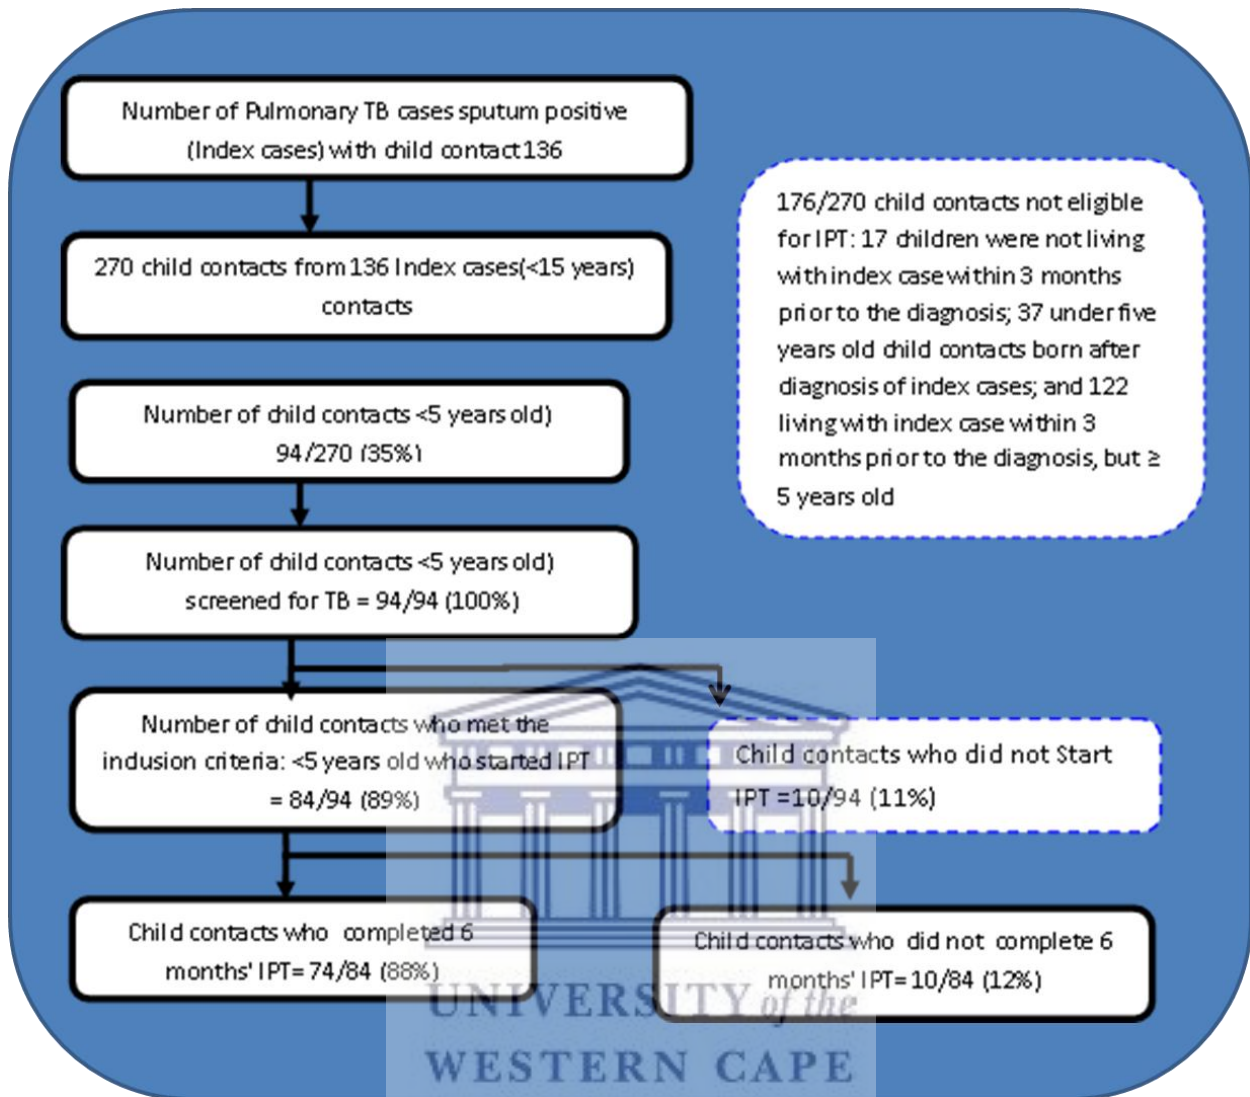 Number of Pulmonary TB cases sputum positive
(Index cases) with child contact 136
270 child contacts from 136 Index cases(<15 years)
contacts
176/270 child contacts not eligible
for IPT: 17 children were not living
with index case within 3 months
prior to the diagnosis; 37 under five
years old child contacts born after
diagnosis of index cases; and 122
living with index case within 3
months prior to the diagnosis, but ≥
5 years old
Number of child contacts <5 years old)
94/270 (35%)
Number of child contacts <5 years old)
screened for TB = 94/94 (100%)
Number of child contacts who met the
inclusion criteria: <5 years old who started IPT
= 84/94 (89%)
Child contacts who did not Start
IPT =10/94 (11%)
Child contacts who completed 6
months' IPT= 74/84 (88%)
Child contacts who did not complete 6
months' IPT= 10/84 (12%)
UNIVERSITY of the
WESTERN CAPE